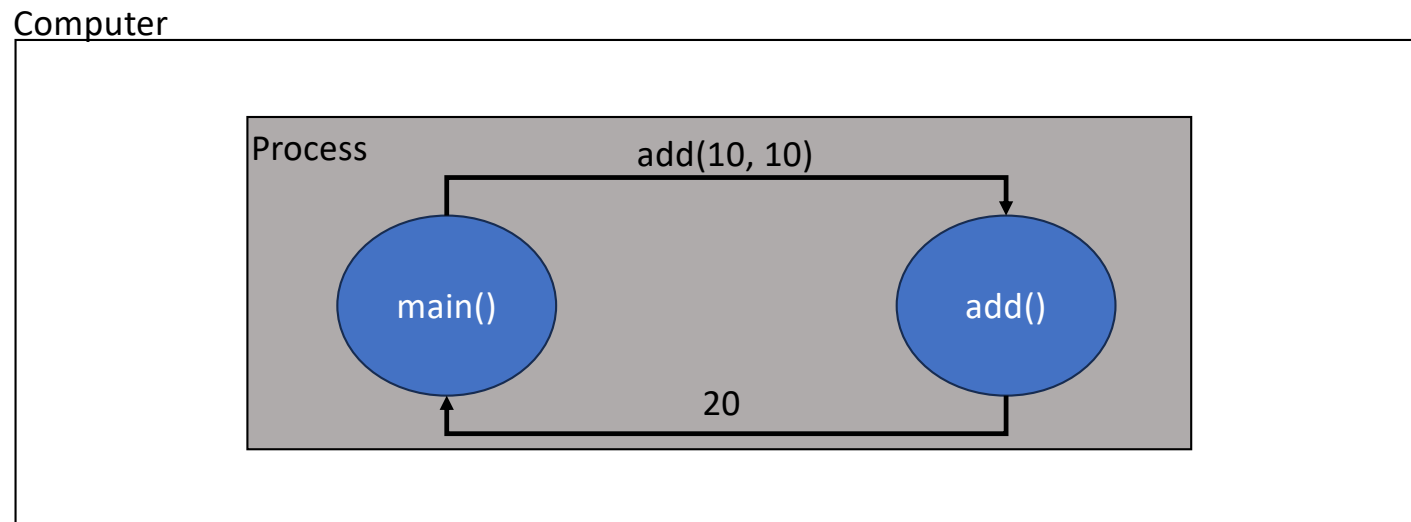 Computer
Process
add(10, 10)
main()
add()
20